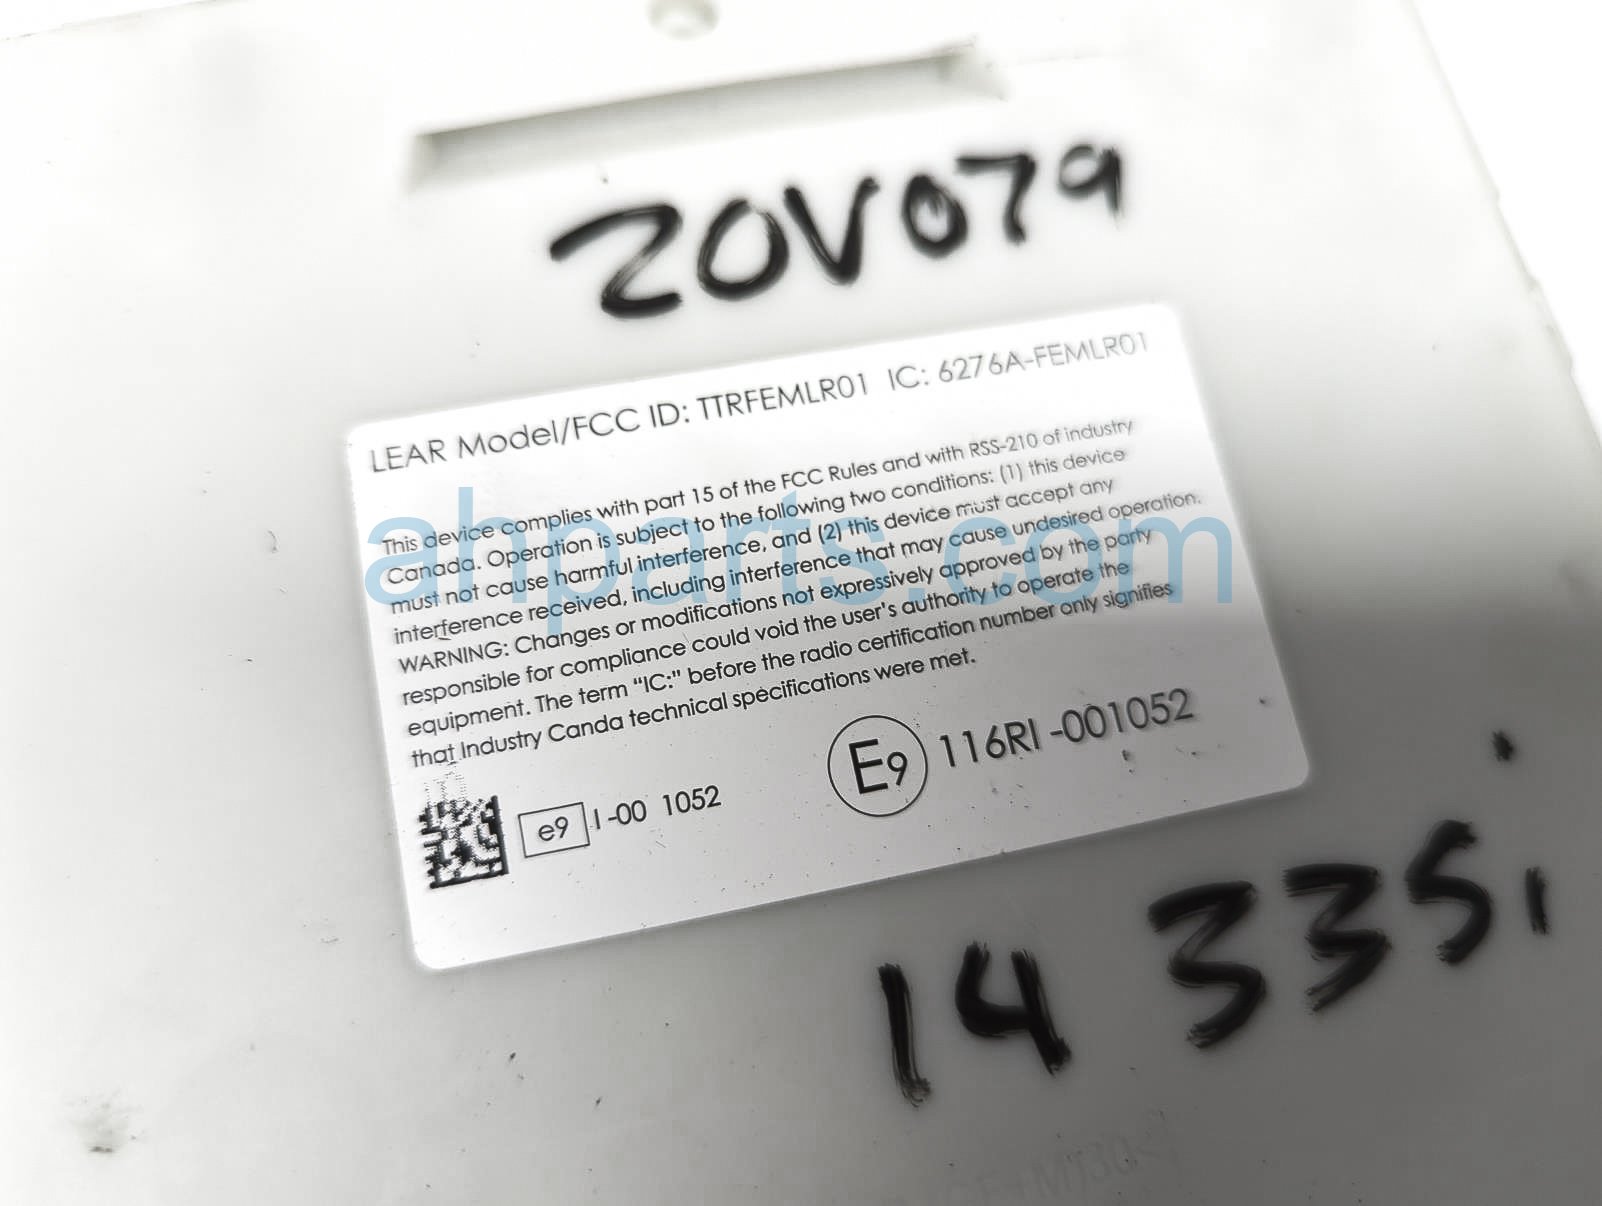 20V079
LEAR Model/FCC ID: TTRFEMLR01 IC: 6276A-FEMLR01
This device complies with part 15 of the FCC Rules and with RSS-210 of industry
Canada. Operation is subject to the following two conditions: (1) this device
must not cause harmful interference, and (2) this device must accept any
interference received, including interference that may cause undesired operation.
WARNING: Changes or modifications not expressively approved by the party
responsible for compliance could void the user's authority to operate the
equipment. The term "IC:" before the radio certification number only signifies
that Industry Canda technical specifications were met.
ahparts.com
e9 I-00 1052
E9 116RI-001052
14 335i